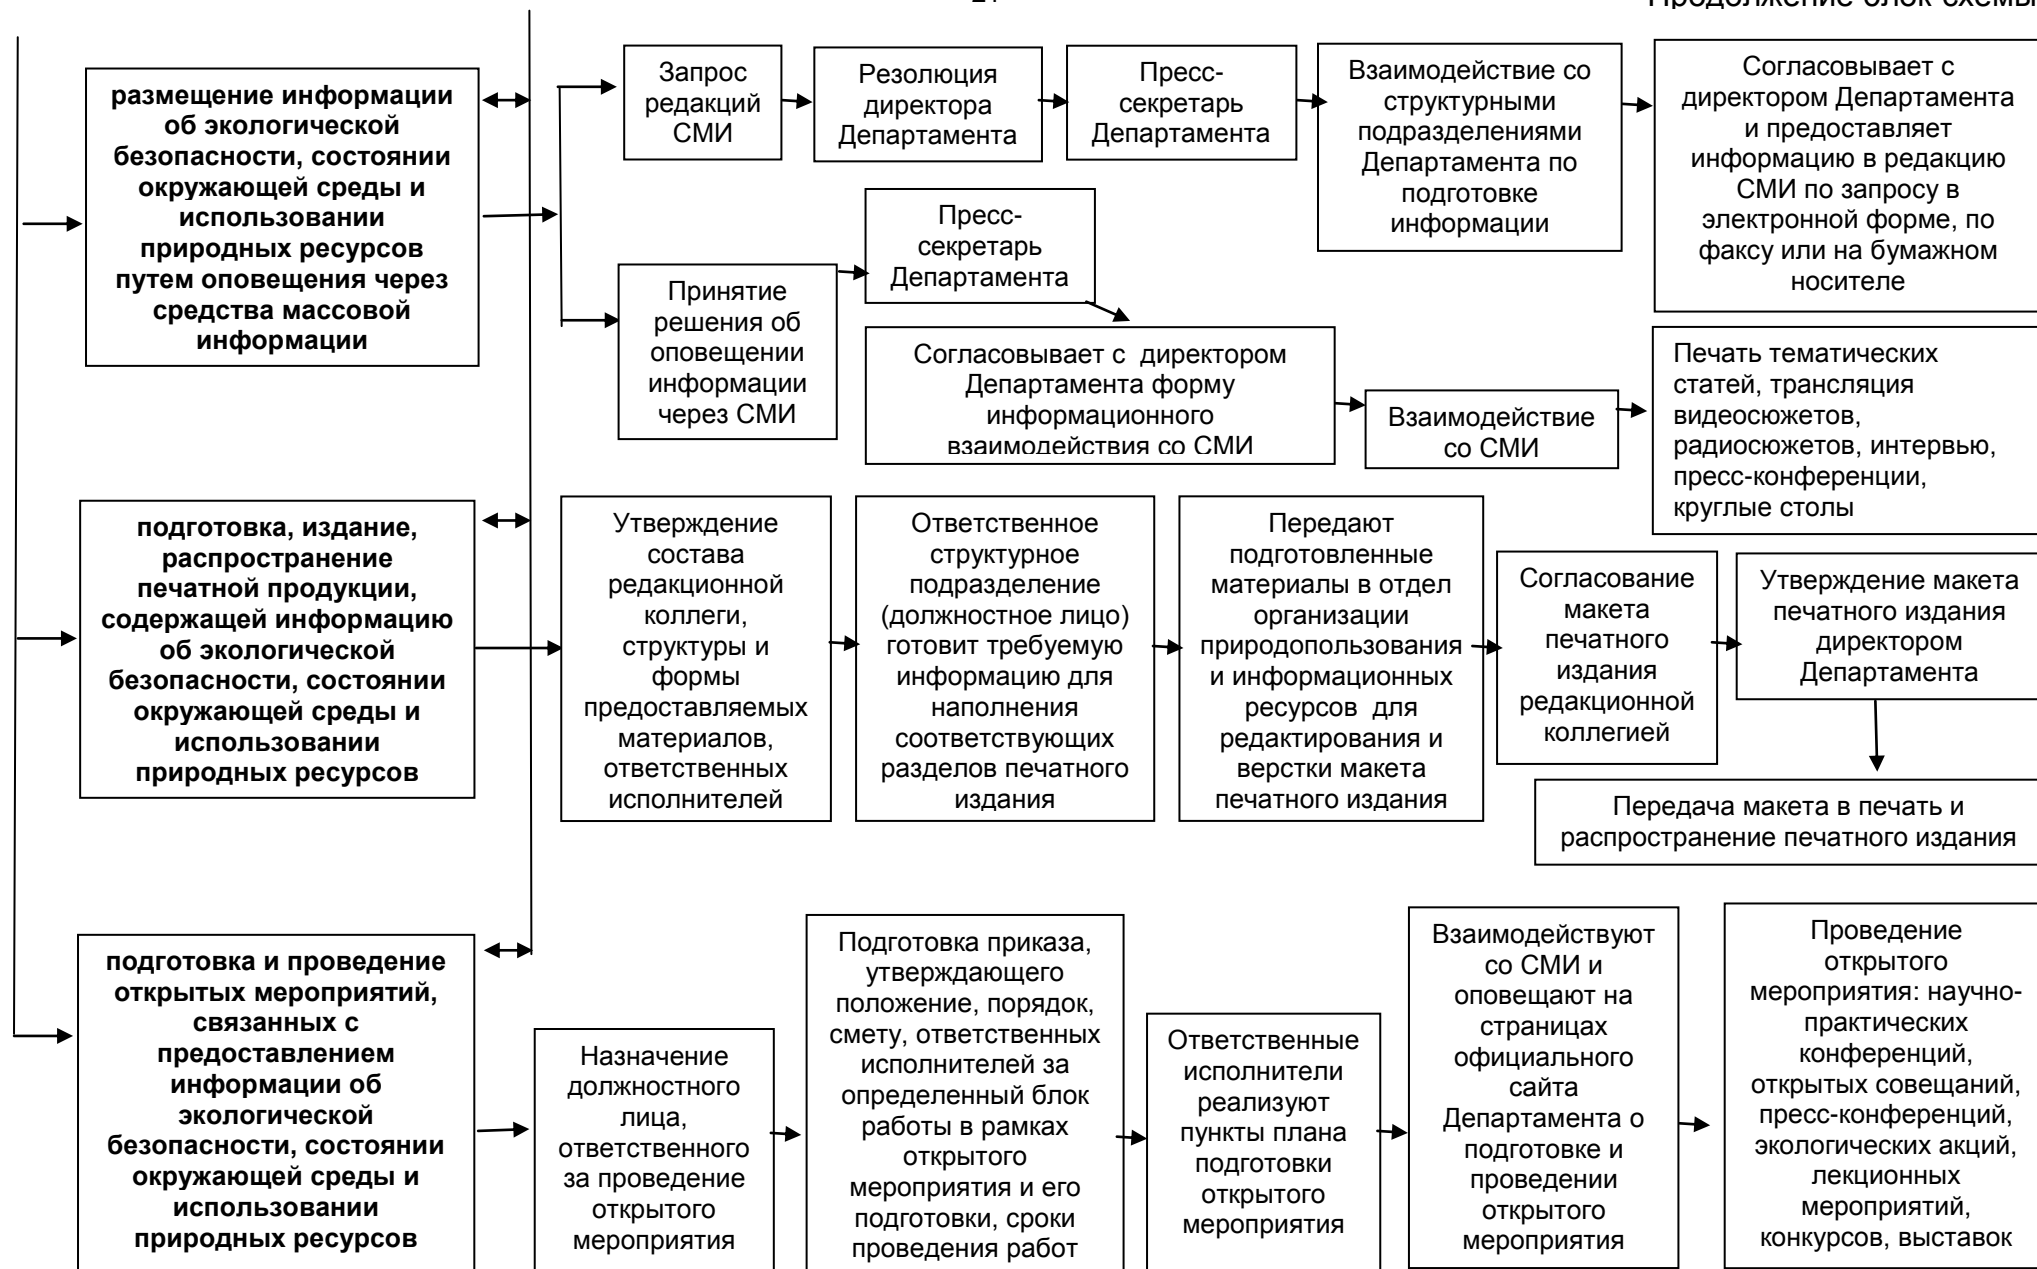 Продолжение блок-схемы
размещение информации
об экологической
безопасности, состоянии
окружающей среды и
использовании
природных ресурсов
путем оповещения через
средства массовой
информации
Запрос
редакций
СМИ
Резолюция
директора
Департамента
Пресс-
секретарь
Департамента
Взаимодействие со
структурными
подразделениями
Департамента по
подготовке
информации
Согласовывает с
директором Департамента
и предоставляет
информацию в редакцию
СМИ по запросу в
электронной форме, по
факсу или на бумажном
носителе
Принятие
решения об
оповещении
информации
через СМИ
Пресс-
секретарь
Департамента
Согласовывает с  директором
Департамента форму
информационного
взаимодействия со СМИ
Взаимодействие
со СМИ
Печать тематических
статей, трансляция
видеосюжетов,
радиосюжетов, интервью,
пресс-конференции,
круглые столы
подготовка, издание,
распространение
печатной продукции,
содержащей информацию
об экологической
безопасности, состоянии
окружающей среды и
использовании
природных ресурсов
Утверждение
состава
редакционной
коллеги,
структуры и
формы
предоставляемых
материалов,
ответственных
исполнителей
Ответственное
структурное
подразделение
(должностное лицо)
готовит требуемую
информацию для
наполнения
соответствующих
разделов печатного
издания
Передают
подготовленные
материалы в отдел
организации
природопользования
и информационных
ресурсов  для
редактирования и
верстки макета
печатного издания
Согласование
макета
печатного
издания
редакционной
коллегией
Утверждение макета
печатного издания
директором
Департамента
Передача макета в печать и
распространение печатного издания
подготовка и проведение
открытых мероприятий,
связанных с
предоставлением
информации об
экологической
безопасности, состоянии
окружающей среды и
использовании
природных ресурсов
Назначение
должностного
лица,
ответственного
за проведение
открытого
мероприятия
Подготовка приказа,
утверждающего
положение, порядок,
смету, ответственных
исполнителей за
определенный блок
работы в рамках
открытого
мероприятия и его
подготовки, сроки
проведения работ
Ответственные
исполнители
реализуют
пункты плана
подготовки
открытого
мероприятия
Взаимодействуют
со СМИ и
оповещают на
страницах
официального
сайта
Департамента о
подготовке и
проведении
открытого
мероприятия
Проведение
открытого
мероприятия: научно-
практических
конференций,
открытых совещаний,
пресс-конференций,
экологических акций,
лекционных
мероприятий,
конкурсов, выставок